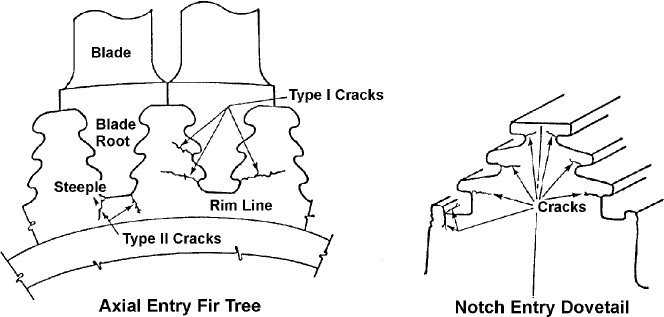 Blade
Type I Cracks
Blade
Root
Steeple
Rim Line
Type II Cracks
Axial Entry Fir Tree
Cracks
Notch Entry Dovetail